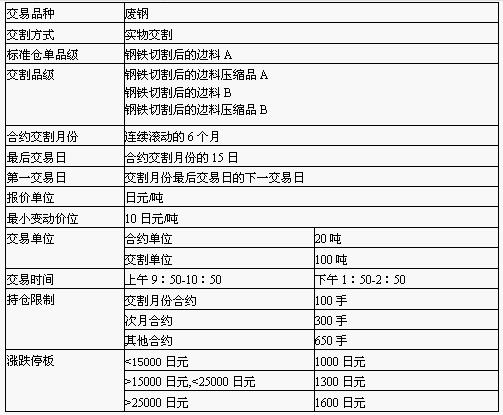 交易品种 废钢
交割方式 实物交割
标准仓单品级 钢铁切割后的边料 A
交割品级 钢铁切割后的边料压缩品 A
钢铁切割后的边料 B
钢铁切割后的边料压缩品 B
合约交割月份 连续滚动的 6 个月
最后交易日 合约交割月份的 15 日
第一交易日 交割月份最后交易日的下一交易日
报价单位 日元/吨
最小变动价位 10 日元/吨
交易单位 合约单位 20 吨
交割单位 100 吨
交易时间 上午 9：50-10：50 下午 1：50-2：50
持仓限制 交割月份合约 100 手
次月合约 300 手
其他合约 650 手
涨跌停板 <15000 日元 1000 日元
>15000 日元,<25000 日元 1300 日元
>25000 日元 1600 日元